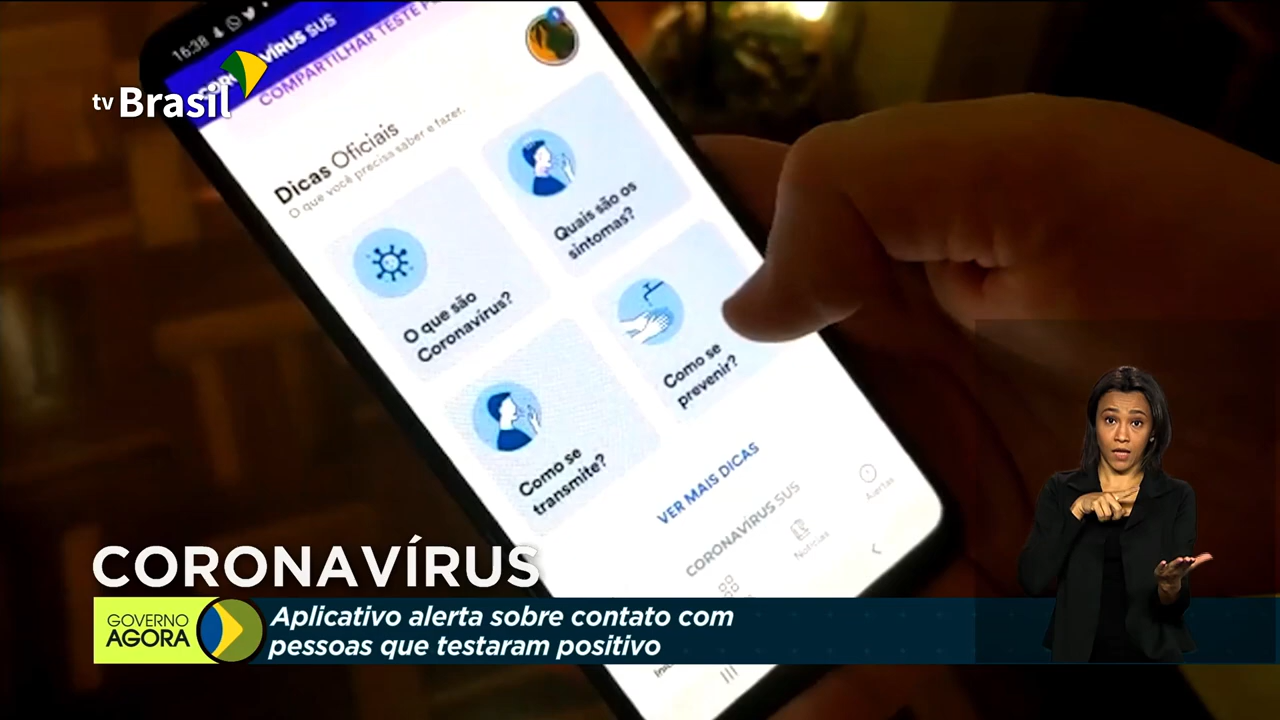 16:38
CORONAVÍRUS SUS
COMPARTILHAR TESTE
tv Brasil
Dicas Oficiais
O que você precisa saber e fazer.
Quais são os
sintomas?
O que são
Coronavírus?
Como se
prevenir?
Como se
transmite?
VER MAIS DICAS
CORONAVÍRUS SUS
Alertas
Notícias
CORONAVÍRUS
GOVERNO
AGORA
Aplicativo alerta sobre contato com
pessoas que testaram positivo